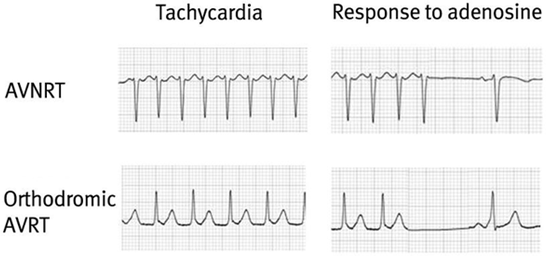 Tachycardia
Response to adenosine
AVNRT
Orthodromic
AVRT